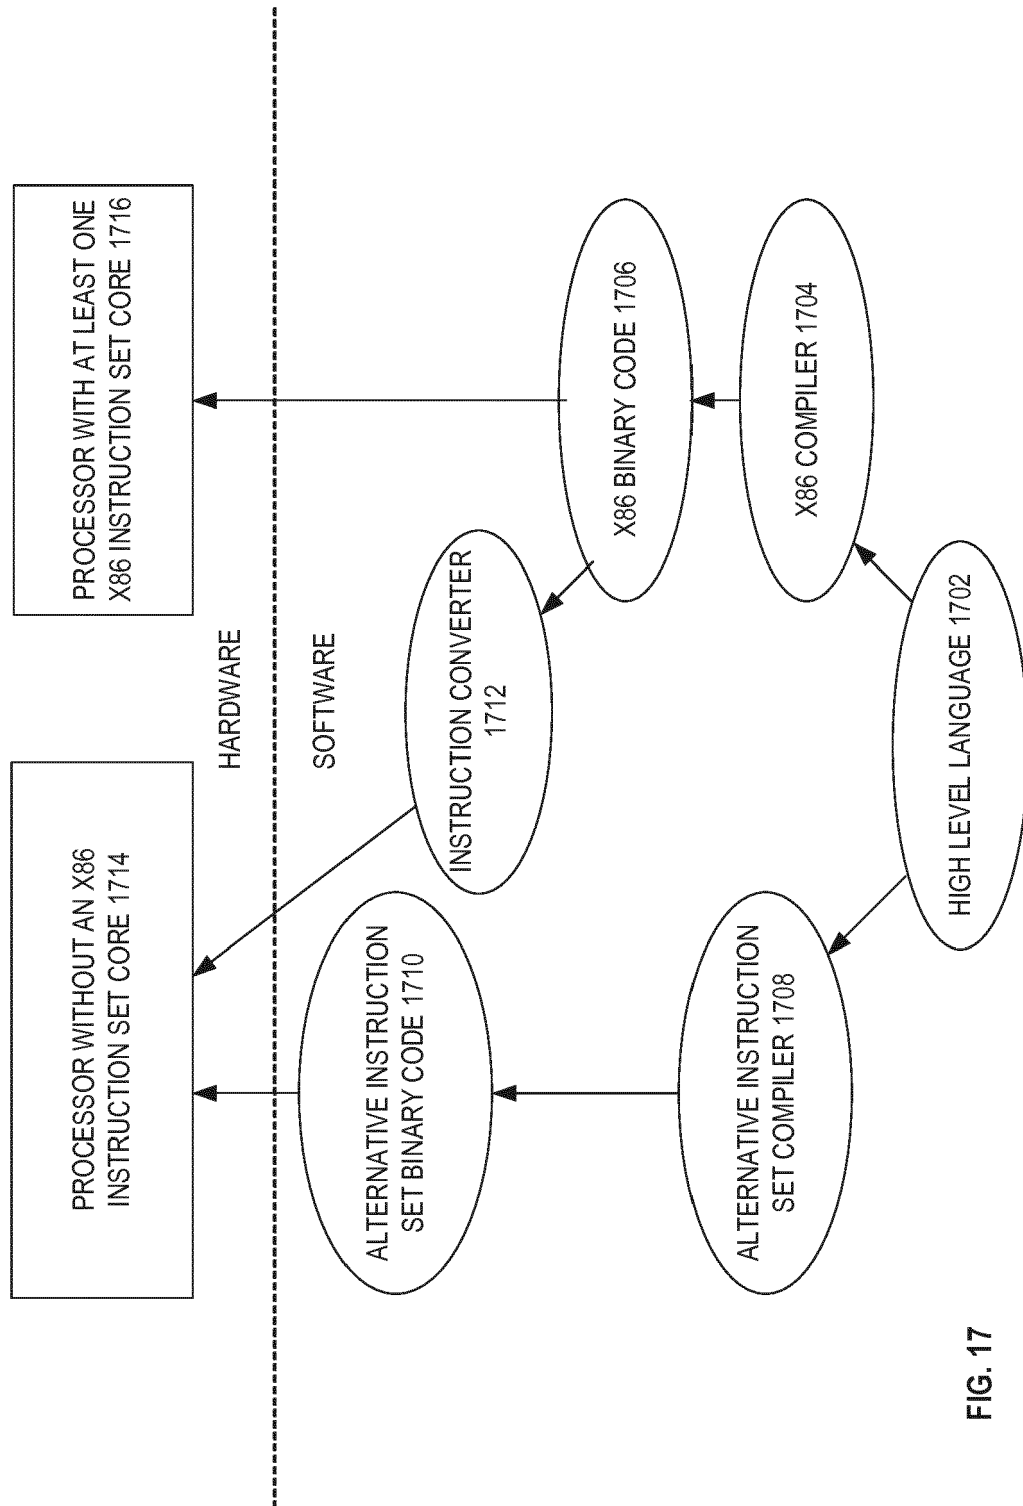 PROCESSOR WITHOUT AN X86
INSTRUCTION SET CORE 1714
PROCESSOR WITH AT LEAST ONE
X86 INSTRUCTION SET CORE 1716
HARDWARE
SOFTWARE
ALTERNATIVE INSTRUCTION
SET BINARY CODE 1710
INSTRUCTION CONVERTER
1712
X86 BINARY CODE 1706
ALTERNATIVE INSTRUCTION
SET COMPILER 1708
X86 COMPILER 1704
HIGH LEVEL LANGUAGE 1702
FIG. 17